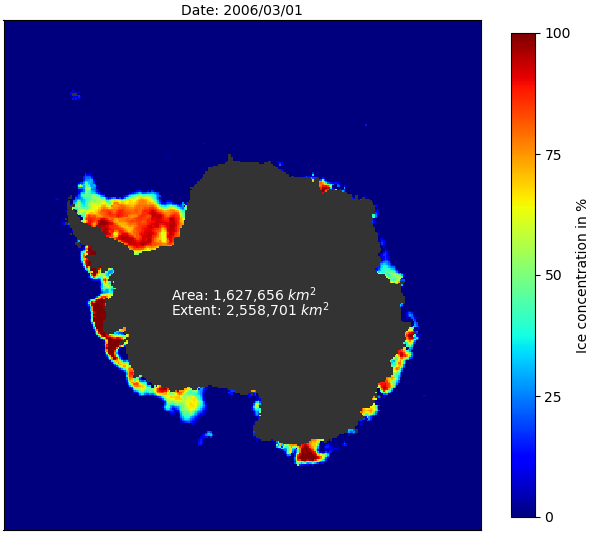 Date: 2006/03/01
100
75
50
25
0
Ice concentration in %
Area: 1,627,656 km²
Extent: 2,558,701 km²